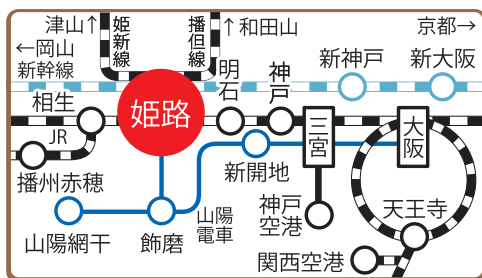 津山↑
姫新線
播但線
↑和田山
京都→
←岡山
新幹線
新神戸
新大阪
相生
姫路
明石
神戸
三宮
大阪
JR
播州赤穂
新開地
山陽網干
飾磨
山陽
電車
神戸
空港
天王寺
関西空港